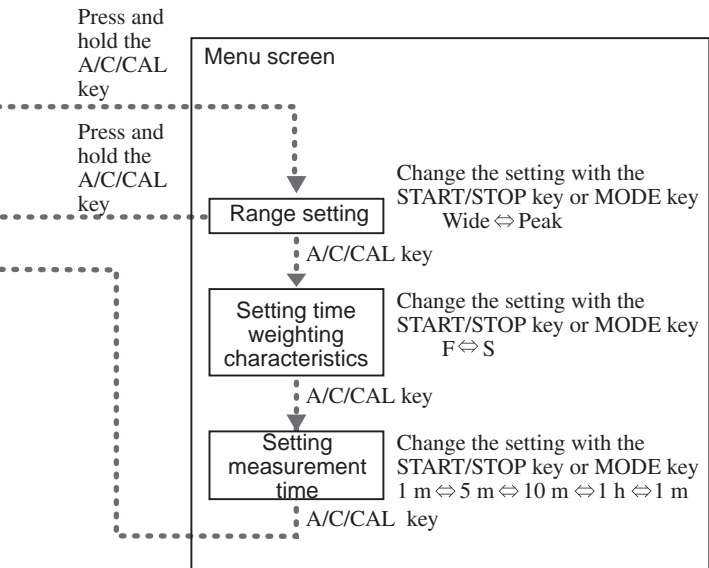 Press and
hold the
A/C/CAL
key
Menu screen
Press and
hold the
A/C/CAL
key
Range setting
Change the setting with the
START/STOP key or MODE key
Wide ⇔ Peak
A/C/CAL key
Setting time
weighting
characteristics
Change the setting with the
START/STOP key or MODE key
F ⇔ S
A/C/CAL key
Setting
measurement
time
Change the setting with the
START/STOP key or MODE key
1 m ⇔ 5 m ⇔ 10 m ⇔ 1 h ⇔ 1 m
A/C/CAL key